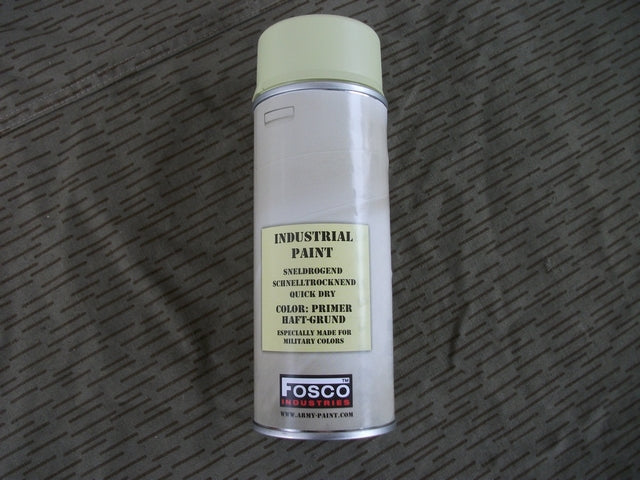 INDUSTRIAL
PAINT
SNELDROGEND
SCHNELLTROCKNEND
QUICK DRY
COLOR: PRIMER
HAFT-GRUND
ESPECIALLY MADE FOR
MILITARY COLORS
FOSCO™
INDUSTRIES
WWW.ARMY-PAINT.COM